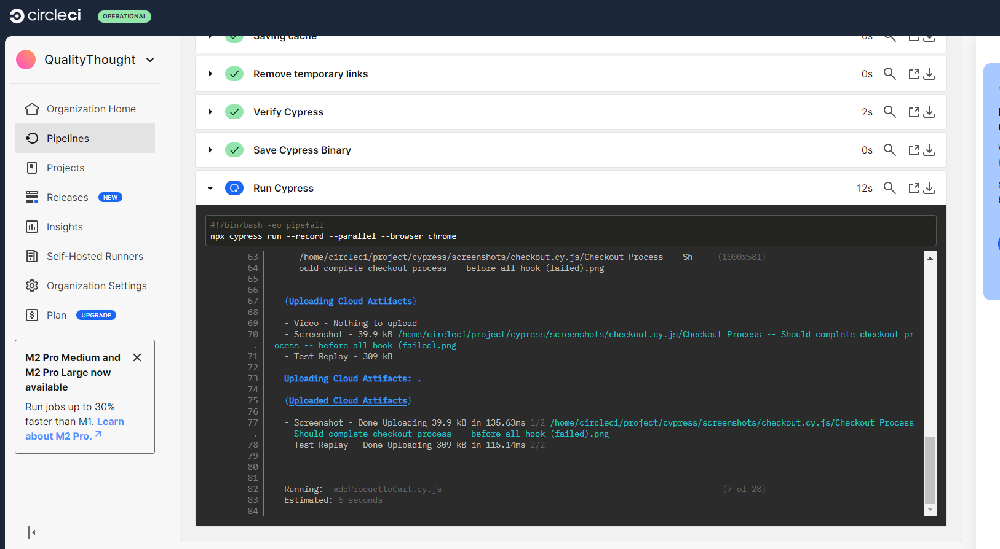 circleci
OPERATIONAL
QualityThought
Organization Home
Pipelines
Projects
Releases NEW
Insights
Self-Hosted Runners
Organization Settings
Plan UPGRADE
M2 Pro Medium and
M2 Pro Large now
available
Run jobs up to 30%
faster than M1. Learn
about M2 Pro.
Saving cache 0s
Remove temporary links 0s
Verify Cypress 2s
Save Cypress Binary 0s
Run Cypress 12s
#!/bin/bash -eo pipefail
npx cypress run --record --parallel --browser chrome
63 - /home/circleci/project/cypress/screenshots/checkout.cy.js/Checkout Process -- Sh (1000x581)
64 ould complete checkout process -- before all hook (failed).png
65
66
67 (Uploading Cloud Artifacts)
68
69 - Video - Nothing to upload
70 - Screenshot - 39.9 kB /home/circleci/project/cypress/screenshots/checkout.cy.js/Checkout Process -- Should complete checkout pr
. ocess -- before all hook (failed).png
71 - Test Replay - 309 kB
72
73 Uploading Cloud Artifacts: .
74
75 (Uploaded Cloud Artifacts)
76
77 - Screenshot - Done Uploading 39.9 kB in 135.63ms 1/2 /home/circleci/project/cypress/screenshots/checkout.cy.js/Checkout Process
. -- Should complete checkout process -- before all hook (failed).png
78 - Test Replay - Done Uploading 309 kB in 115.14ms 2/2
79
80
81
82 Running: addProducttoCart.cy.js (7 of 28)
83 Estimated: 6 seconds
84